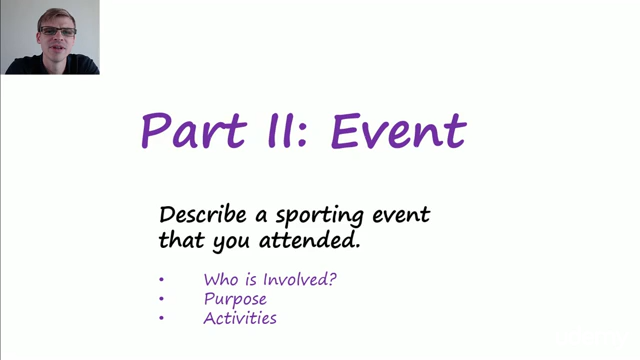 Part II: Event
Describe a sporting event
that you attended.
• Who is Involved?
• Purpose
• Activities